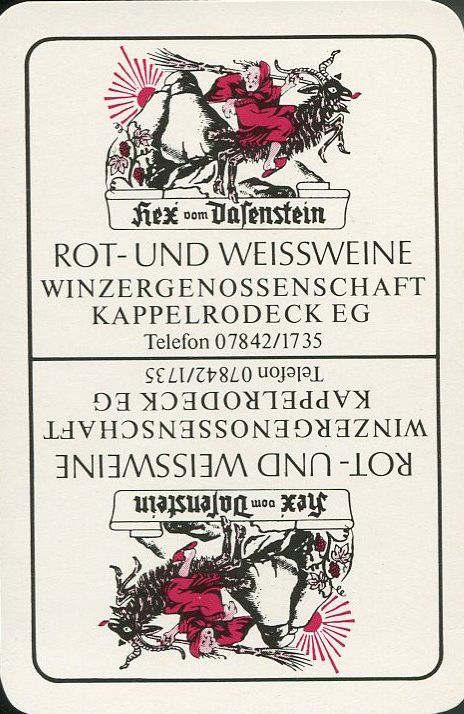 Hex vom Dasenstein
ROT- UND WEISSWEINE
WINZERGENOSSENSCHAFT
KAPPELRODECK EG
Telefon 07842/1735
Hex vom Dasenstein
ROT- UND WEISSWEINE
WINZERGENOSSENSCHAFT
KAPPELRODECK EG
Telefon 07842/1735